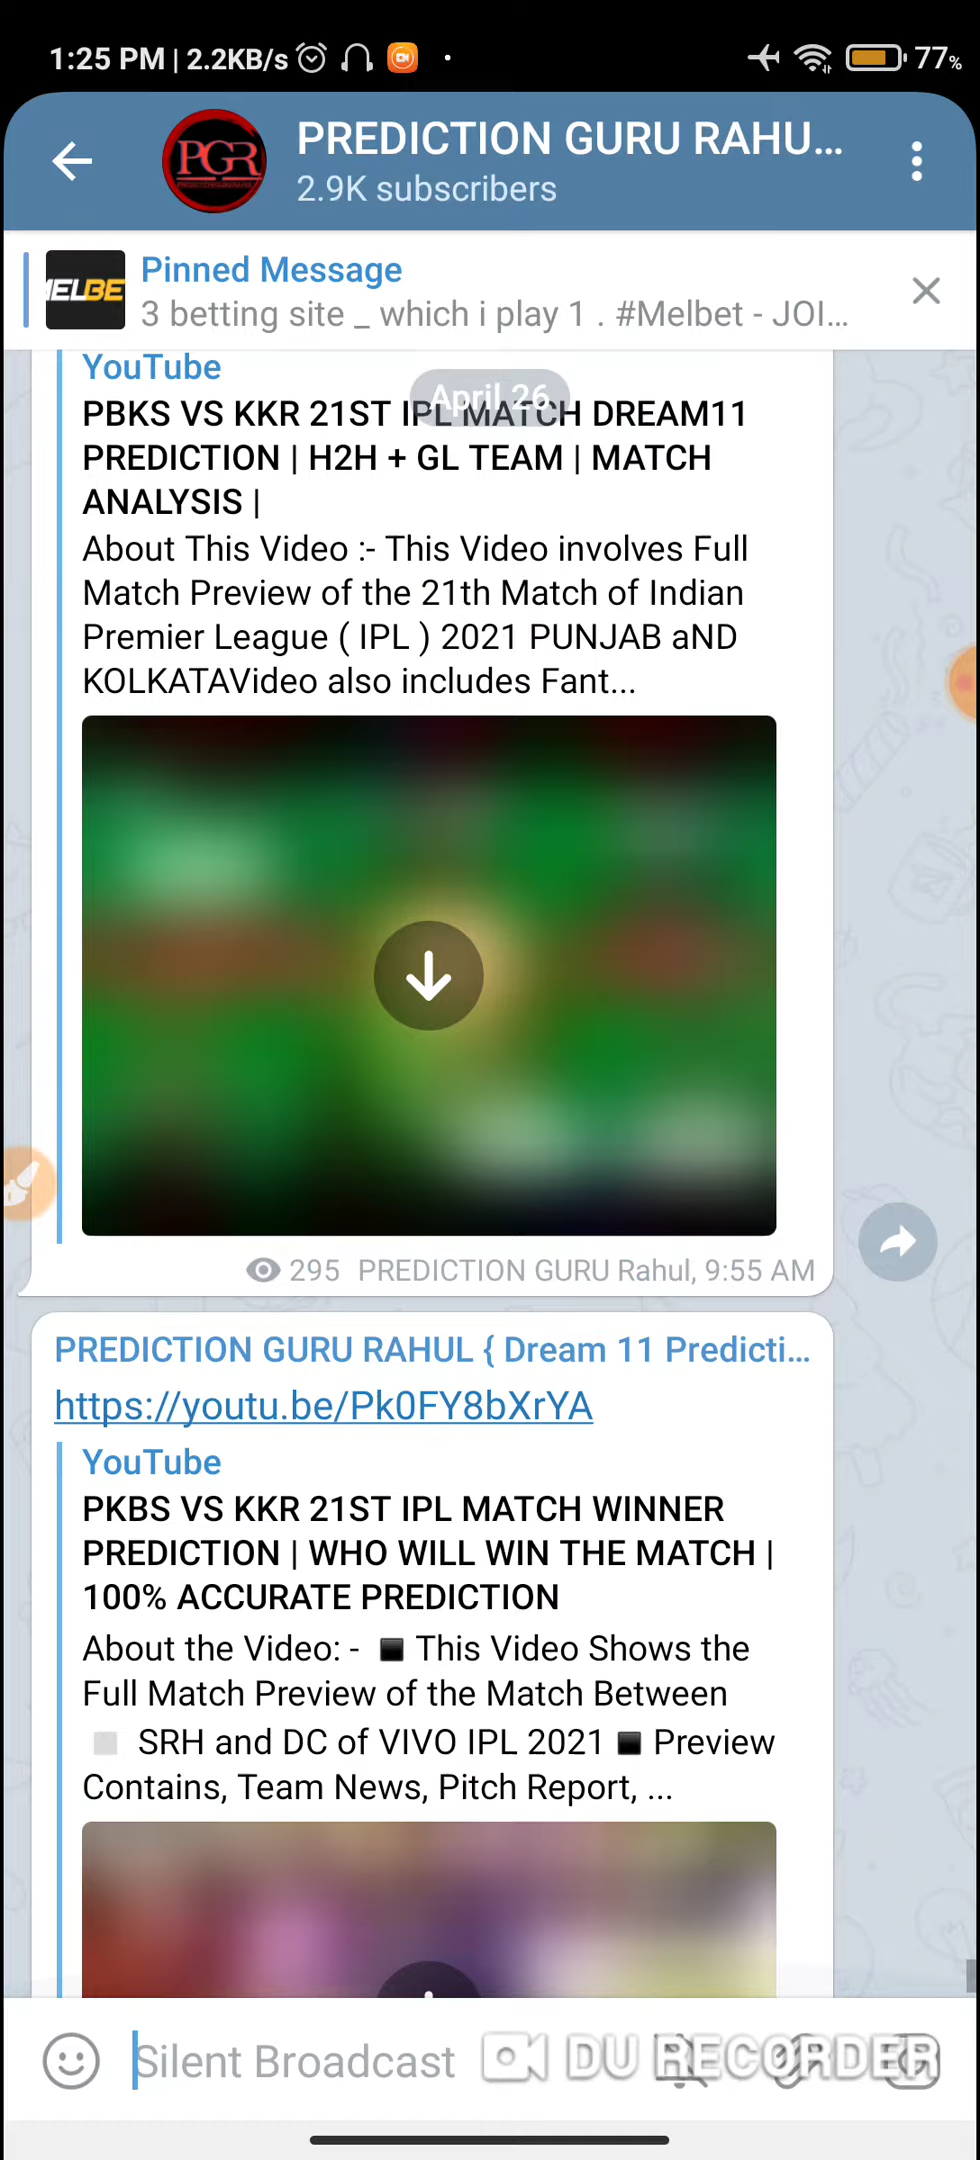 1:25 PM | 2.2KB/s
77%
PGR
PREDICTION GURU RAHU...
2.9K subscribers
MELBE
Pinned Message
3 betting site _ which i play 1 . #Melbet - JOI...
YouTube
April 26
PBKS VS KKR 21ST IPL MATCH DREAM11
PREDICTION | H2H + GL TEAM | MATCH
ANALYSIS |
About This Video :- This Video involves Full
Match Preview of the 21th Match of Indian
Premier League ( IPL ) 2021 PUNJAB aND
KOLKATAVideo also includes Fant...
295 PREDICTION GURU Rahul, 9:55 AM
PREDICTION GURU RAHUL { Dream 11 Predicti...
https://youtu.be/Pk0FY8bXrYA
YouTube
PKBS VS KKR 21ST IPL MATCH WINNER
PREDICTION | WHO WILL WIN THE MATCH |
100% ACCURATE PREDICTION
About the Video: - ⬛ This Video Shows the
Full Match Preview of the Match Between
◻ SRH and DC of VIVO IPL 2021 ⬛ Preview
Contains, Team News, Pitch Report, ...
Silent Broadcast
DU RECORDER